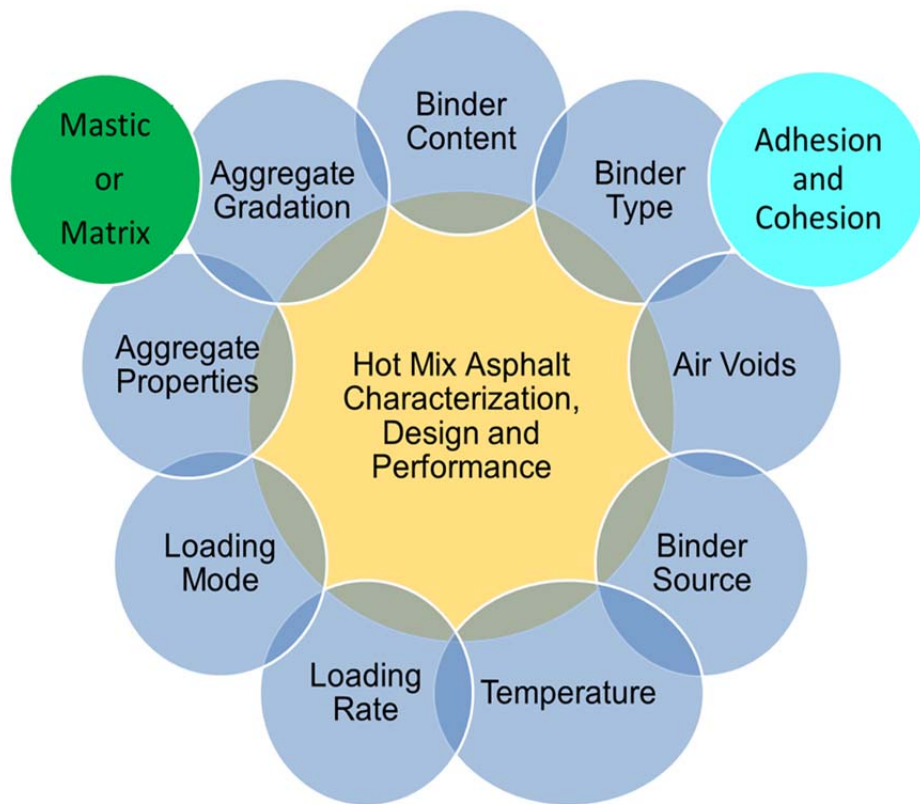 Binder
Content
Mastic
or
Matrix
Aggregate
Gradation
Binder
Type
Adhesion
and
Cohesion
Aggregate
Properties
Hot Mix Asphalt
Characterization,
Design and
Performance
Air Voids
Loading
Mode
Binder
Source
Loading
Rate
Temperature